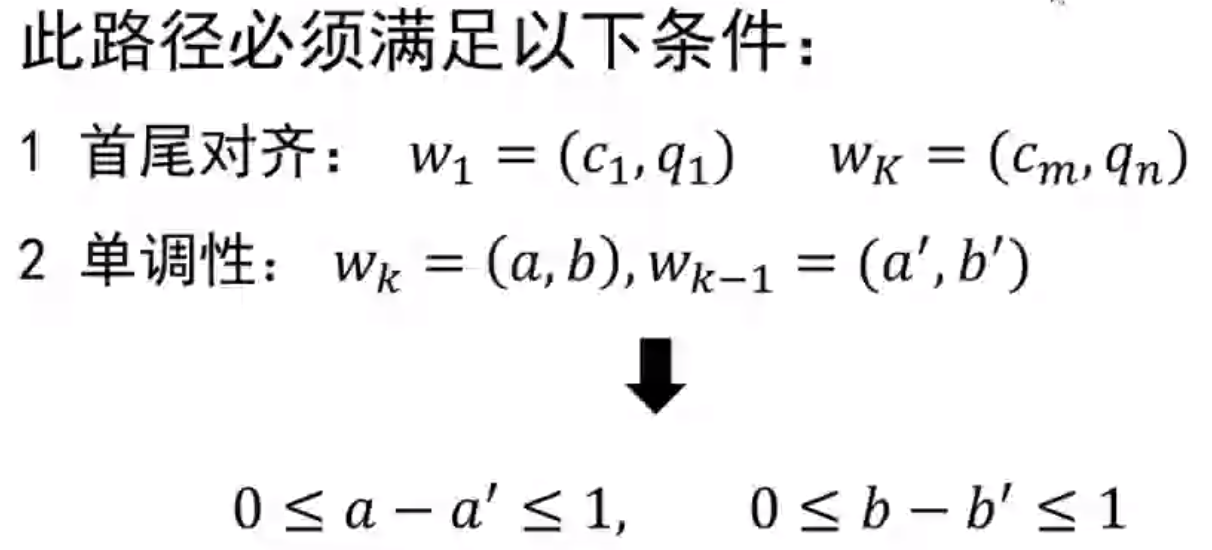 此路径必须满足以下条件：
1 首尾对齐： w₁ = (c₁, q₁) w_K = (c_m, q_n)
2 单调性： w_k = (a, b), w_{k−1} = (a′, b′)
0 ≤ a − a′ ≤ 1, 0 ≤ b − b′ ≤ 1